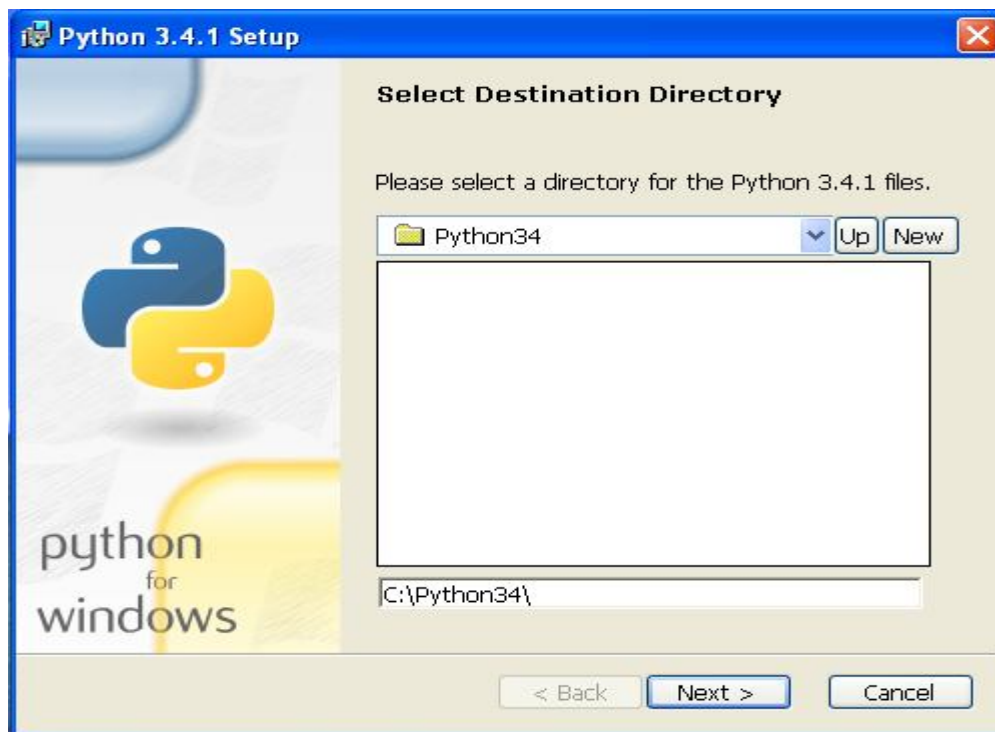 Python 3.4.1 Setup
Select Destination Directory
Please select a directory for the Python 3.4.1 files.
Python34
Up
New
C:\Python34\
python
for
windows
< Back
Next >
Cancel